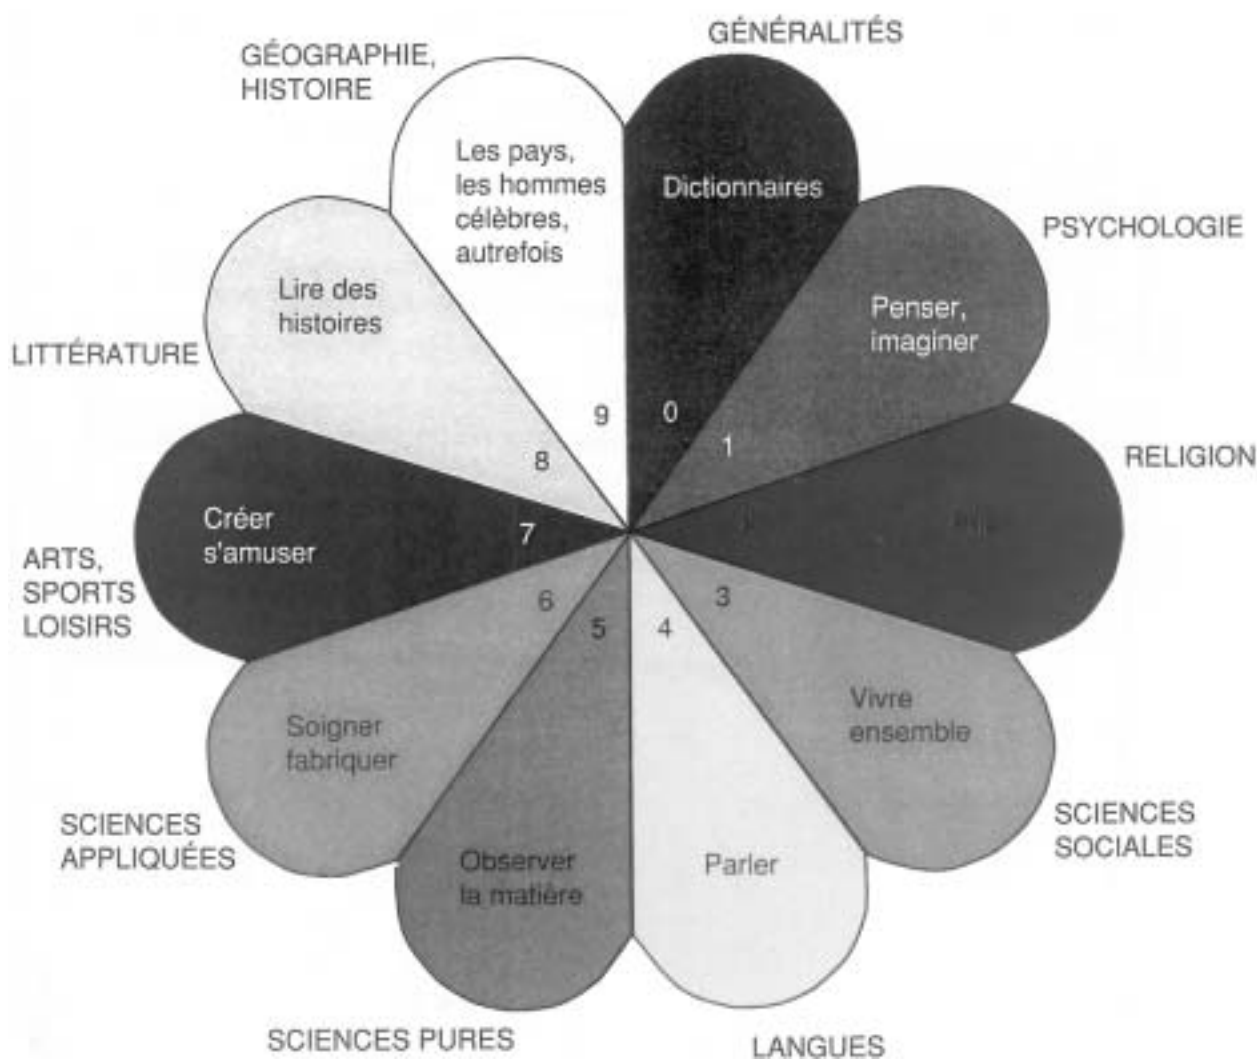 GÉNÉRALITÉS
Dictionnaires
0
PSYCHOLOGIE
Penser,
imaginer
1
RELIGION
SCIENCES
SOCIALES
Vivre
ensemble
3
LANGUES
Parler
4
SCIENCES PURES
Observer
la matière
5
SCIENCES
APPLIQUÉES
Soigner
fabriquer
6
ARTS,
SPORTS
LOISIRS
Créer
s'amuser
7
LITTÉRATURE
Lire des
histoires
8
GÉOGRAPHIE,
HISTOIRE
Les pays,
les hommes
célèbres,
autrefois
9